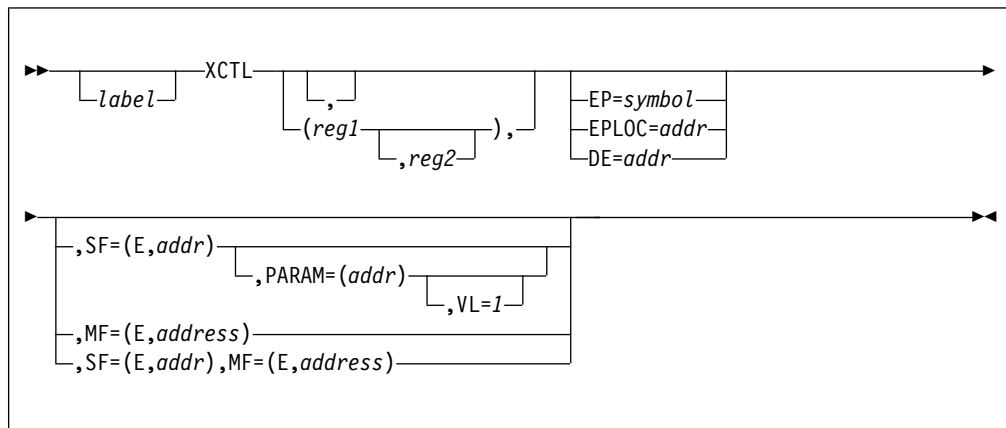 label XCTL , EP=symbol
(reg1 ), EPLOC=addr
,reg2 DE=addr
,SF=(E,addr)
,PARAM=(addr)
,VL=1
,MF=(E,address)
,SF=(E,addr),MF=(E,address)